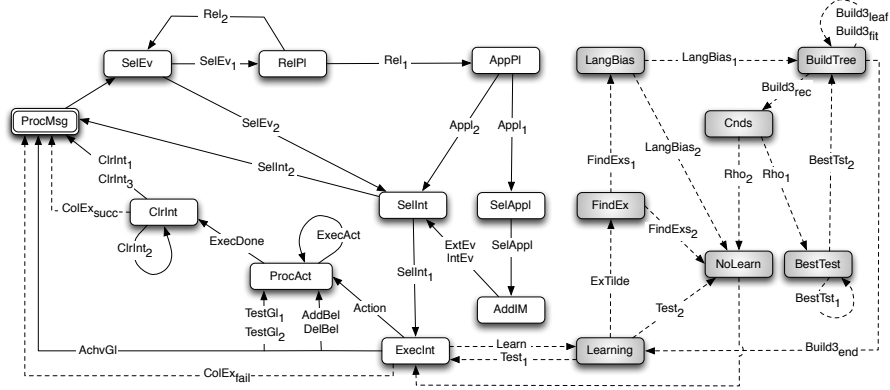 Rel2
Build3leaf
Build3fit
SelEv
SelEv1
RelPl
Rel1
AppPl
LangBias
LangBias1
BuildTree
Build3rec
ProcMsg
SelEv2
Appl2
Appl1
Cnds
LangBias2
BestTst2
ClrInt1
ClrInt3
SelInt2
FindExs1
Rho2
Rho1
ColExsucc
ClrInt
SelInt
SelAppl
FindEx
FindExs2
ClrInt2
ExecDone
ExecAct
ExtEv
IntEv
SelAppl
ProcAct
SelInt1
NoLearn
BestTest
ExTilde
TestGl1
TestGl2
AddBel
DelBel
Action
AddIM
Test2
BestTst1
AchvGl
ExecInt
Learn
Test1
Learning
Build3end
ColExfail